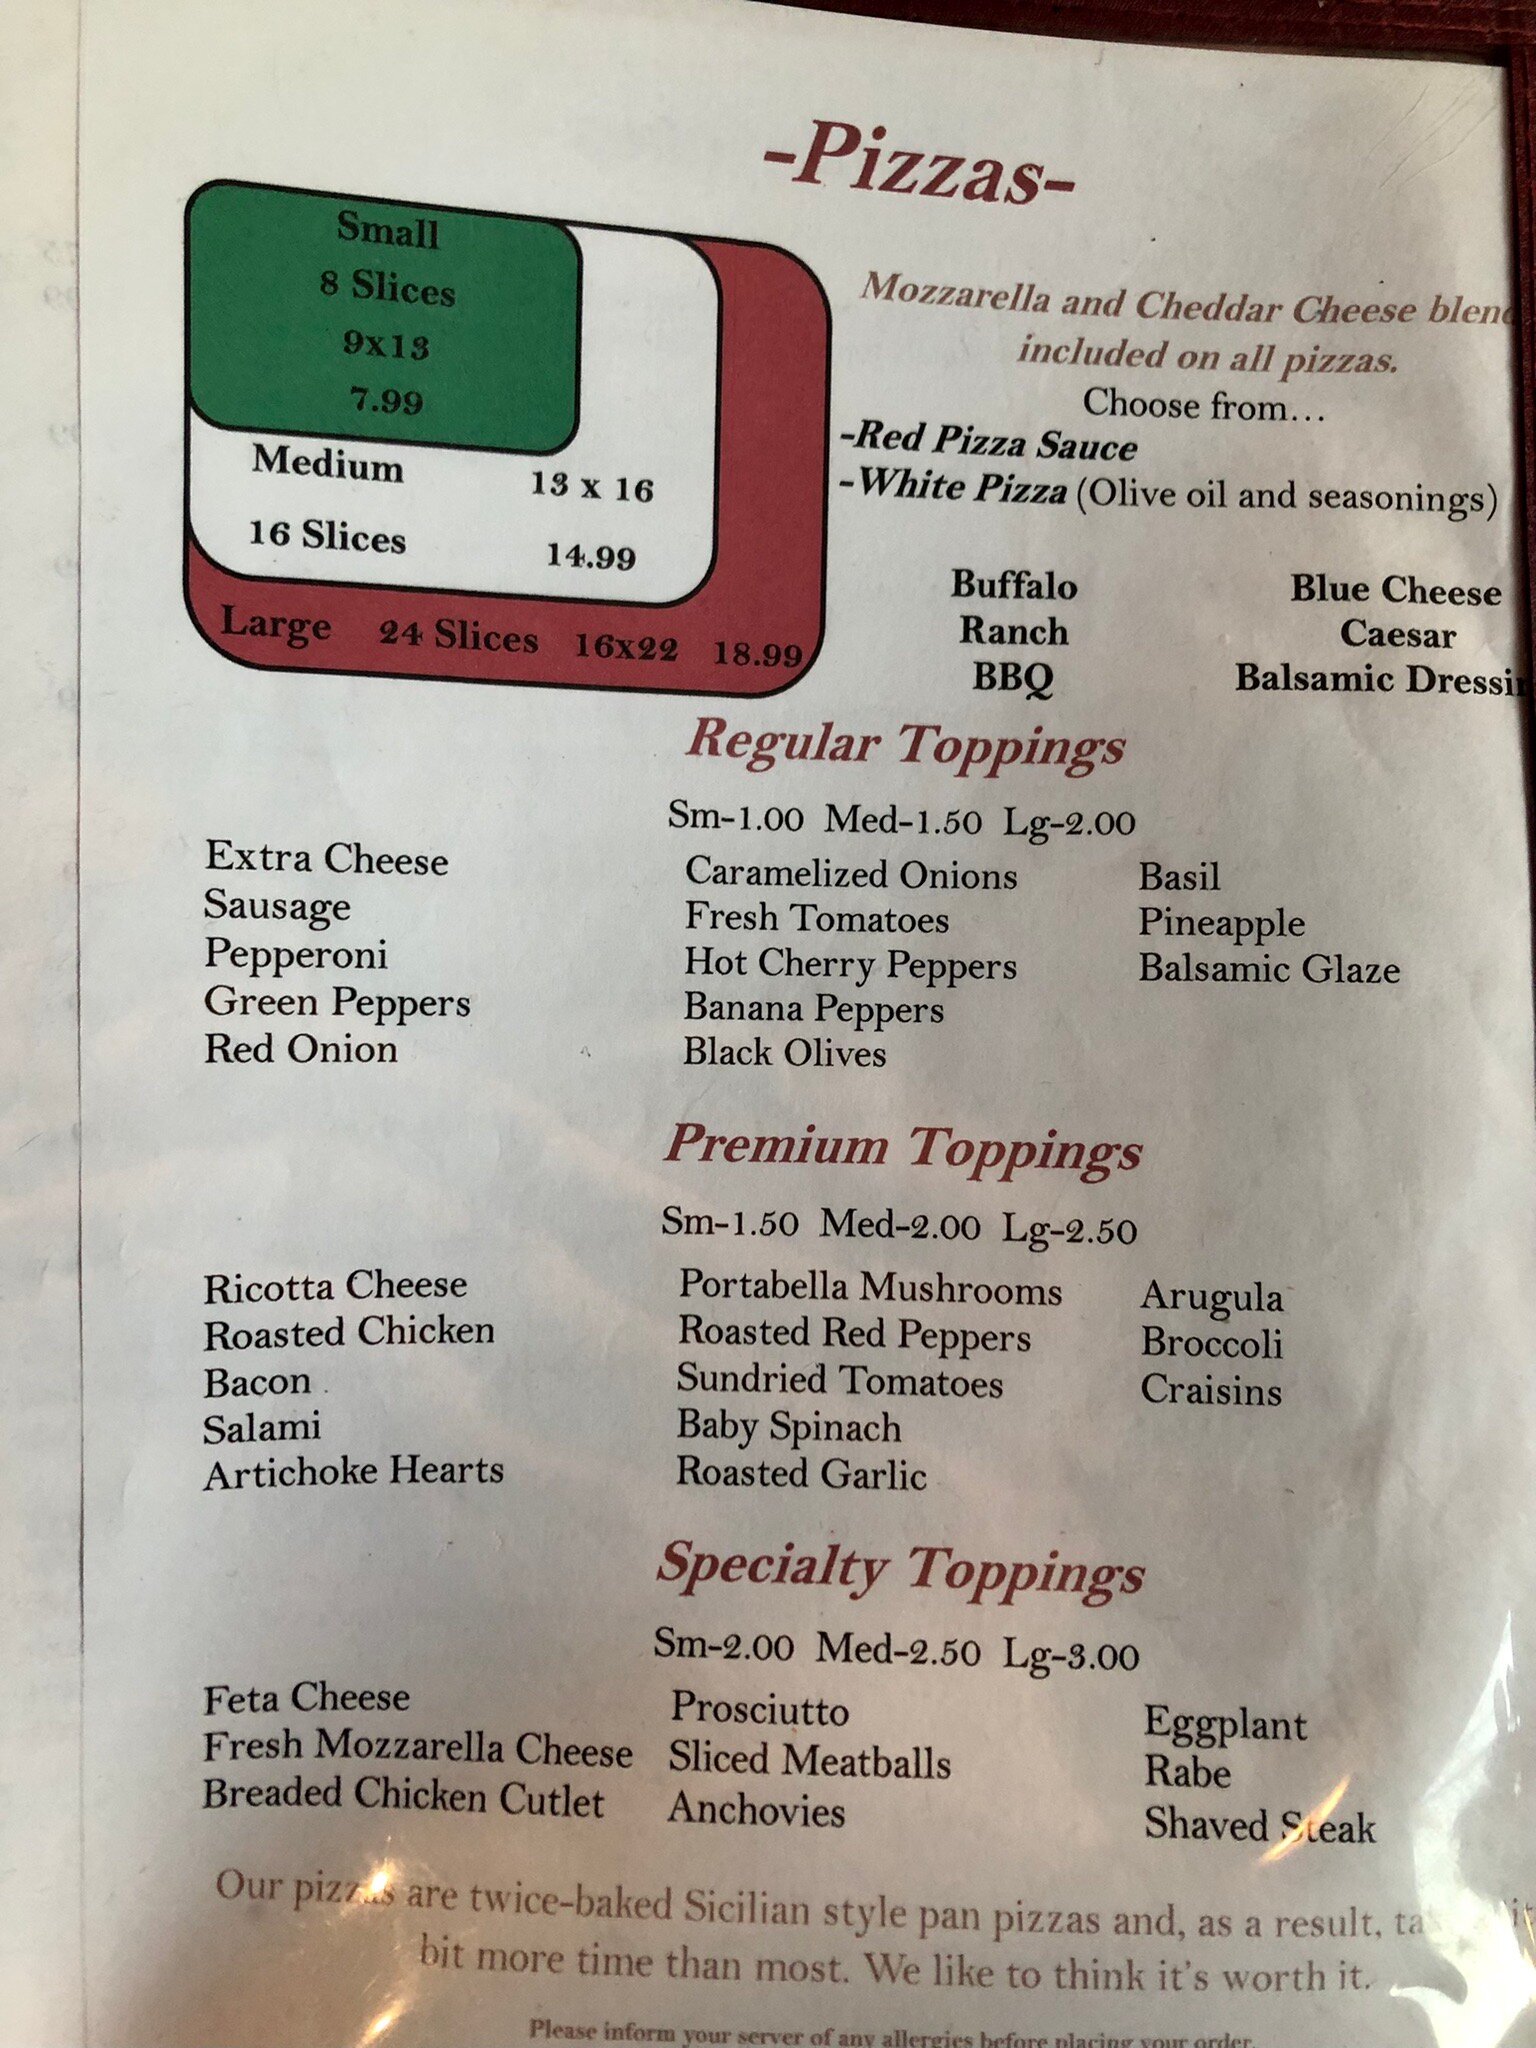 -Pizzas-
Small
8 Slices
9x13
7.99
Medium 13 x 16
16 Slices 14.99
Large 24 Slices 16x22 18.99
Mozzarella and Cheddar Cheese blend
included on all pizzas.
Choose from...
-Red Pizza Sauce
-White Pizza (Olive oil and seasonings)
Buffalo Blue Cheese
Ranch Caesar
BBQ Balsamic Dressin
Regular Toppings
Sm-1.00 Med-1.50 Lg-2.00
Extra Cheese Caramelized Onions Basil
Sausage Fresh Tomatoes Pineapple
Pepperoni Hot Cherry Peppers Balsamic Glaze
Green Peppers Banana Peppers
Red Onion Black Olives
Premium Toppings
Sm-1.50 Med-2.00 Lg-2.50
Ricotta Cheese Portabella Mushrooms Arugula
Roasted Chicken Roasted Red Peppers Broccoli
Bacon Sundried Tomatoes Craisins
Salami Baby Spinach
Artichoke Hearts Roasted Garlic
Specialty Toppings
Sm-2.00 Med-2.50 Lg-3.00
Feta Cheese Prosciutto Eggplant
Fresh Mozzarella Cheese Sliced Meatballs Rabe
Breaded Chicken Cutlet Anchovies Shaved Steak
Our pizzas are twice-baked Sicilian style pan pizzas and, as a result,
bit more time than most. We like to think it's worth it.
Please inform your server of any allergies before placing your order.